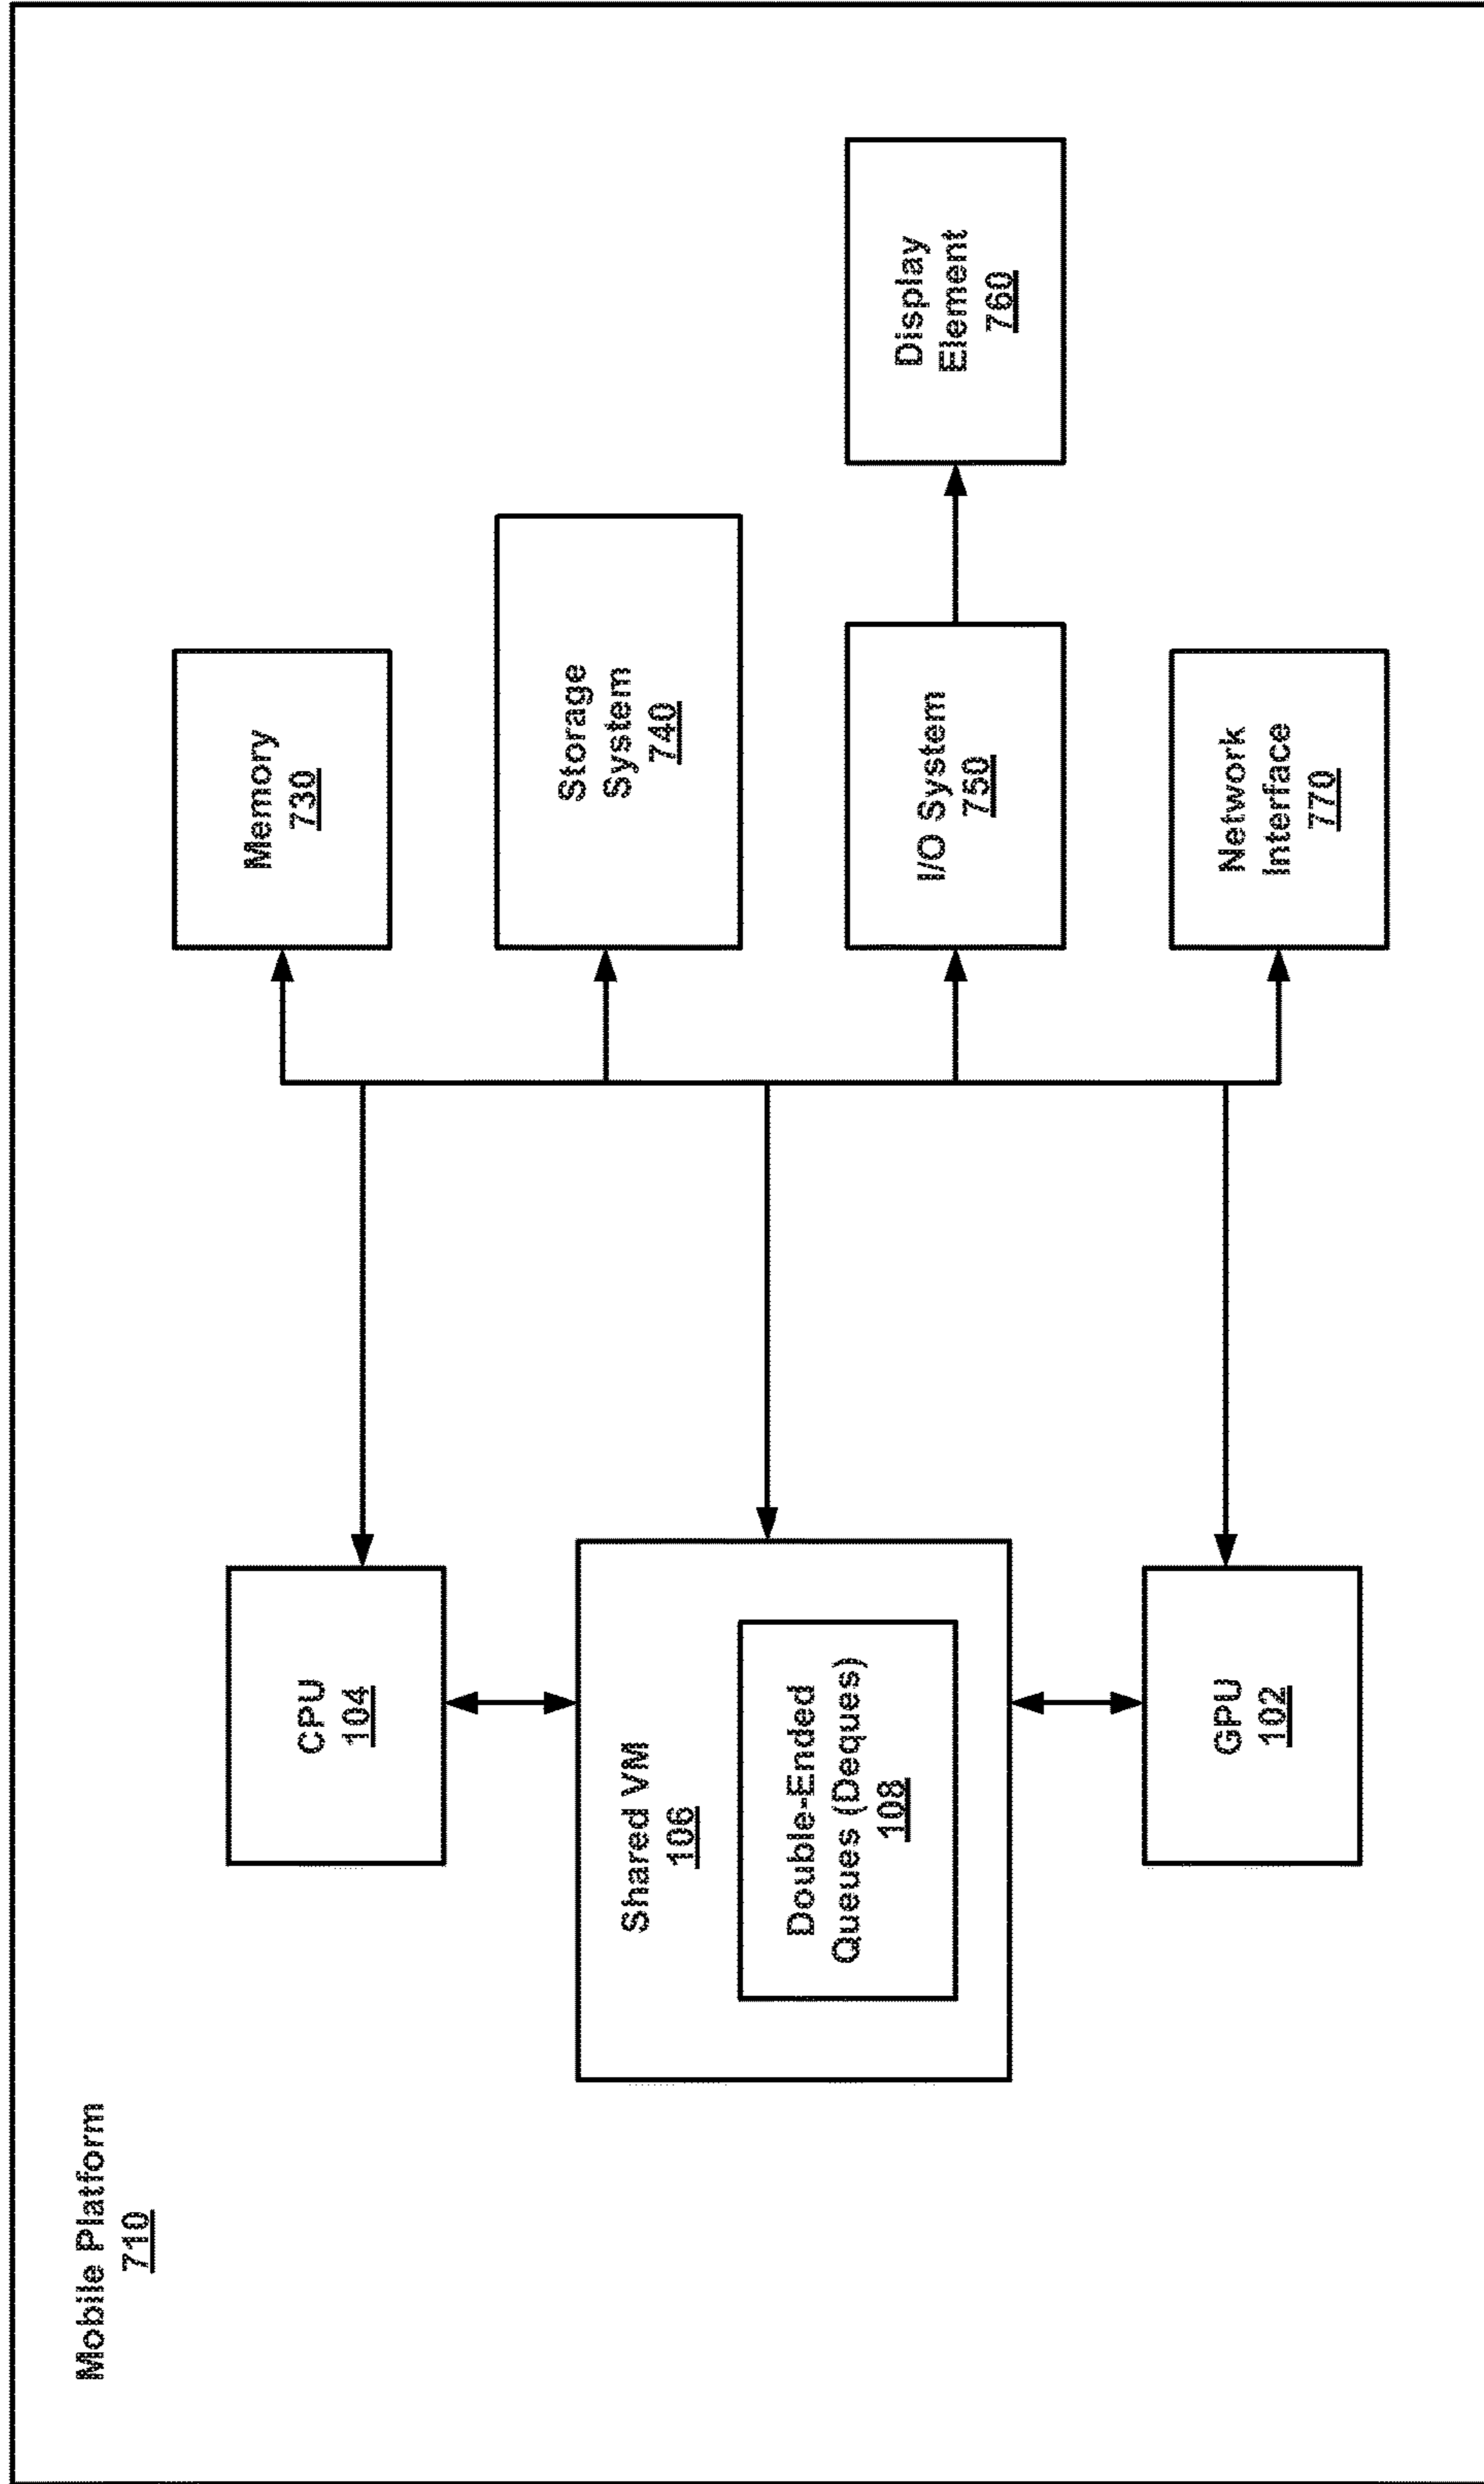 Mobile Platform
710
CPU
104
Shared VM
106
Double-Ended
Queues (Deques)
108
GPU
102
Memory
730
Storage
System
740
I/O System
750
Display
Element
760
Network
Interface
770